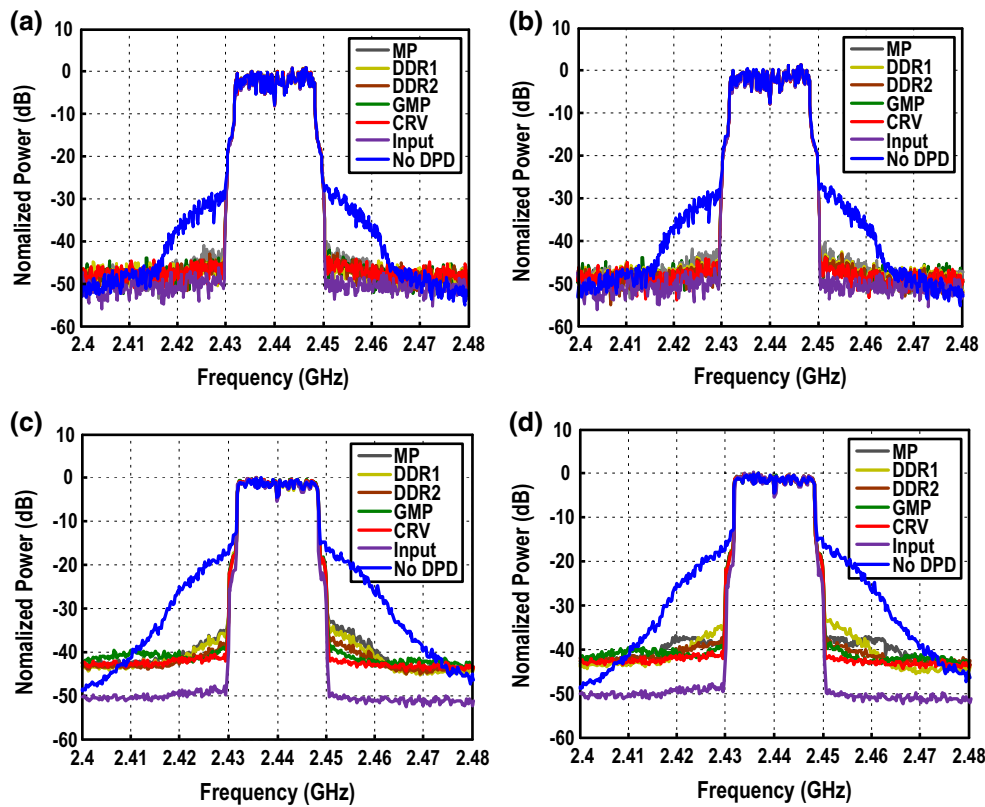 (a)
Nomalized Power (dB)
10
0
-10
-20
-30
-40
-50
-60
MP
DDR1
DDR2
GMP
CRV
Input
No DPD
2.4 2.41 2.42 2.43 2.44 2.45 2.46 2.47 2.48
Frequency (GHz)
(b)
Nomalized Power (dB)
10
0
-10
-20
-30
-40
-50
-60
MP
DDR1
DDR2
GMP
CRV
Input
No DPD
2.4 2.41 2.42 2.43 2.44 2.45 2.46 2.47 2.48
Frequency (GHz)
(c)
Nomalized Power (dB)
10
0
-10
-20
-30
-40
-50
-60
MP
DDR1
DDR2
GMP
CRV
Input
No DPD
2.4 2.41 2.42 2.43 2.44 2.45 2.46 2.47 2.48
Frequency (GHz)
(d)
Nomalized Power (dB)
10
0
-10
-20
-30
-40
-50
-60
MP
DDR1
DDR2
GMP
CRV
Input
No DPD
2.4 2.41 2.42 2.43 2.44 2.45 2.46 2.47 2.48
Frequency (GHz)